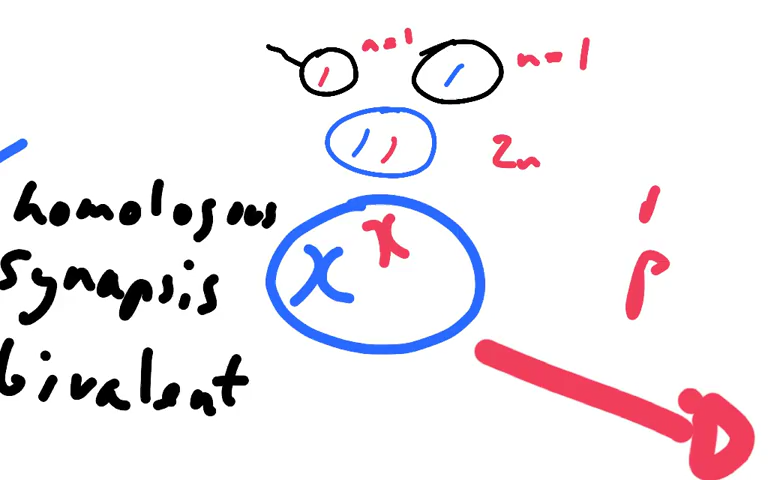 n=1
n=1
2n
homologous
synapsis
bivalent